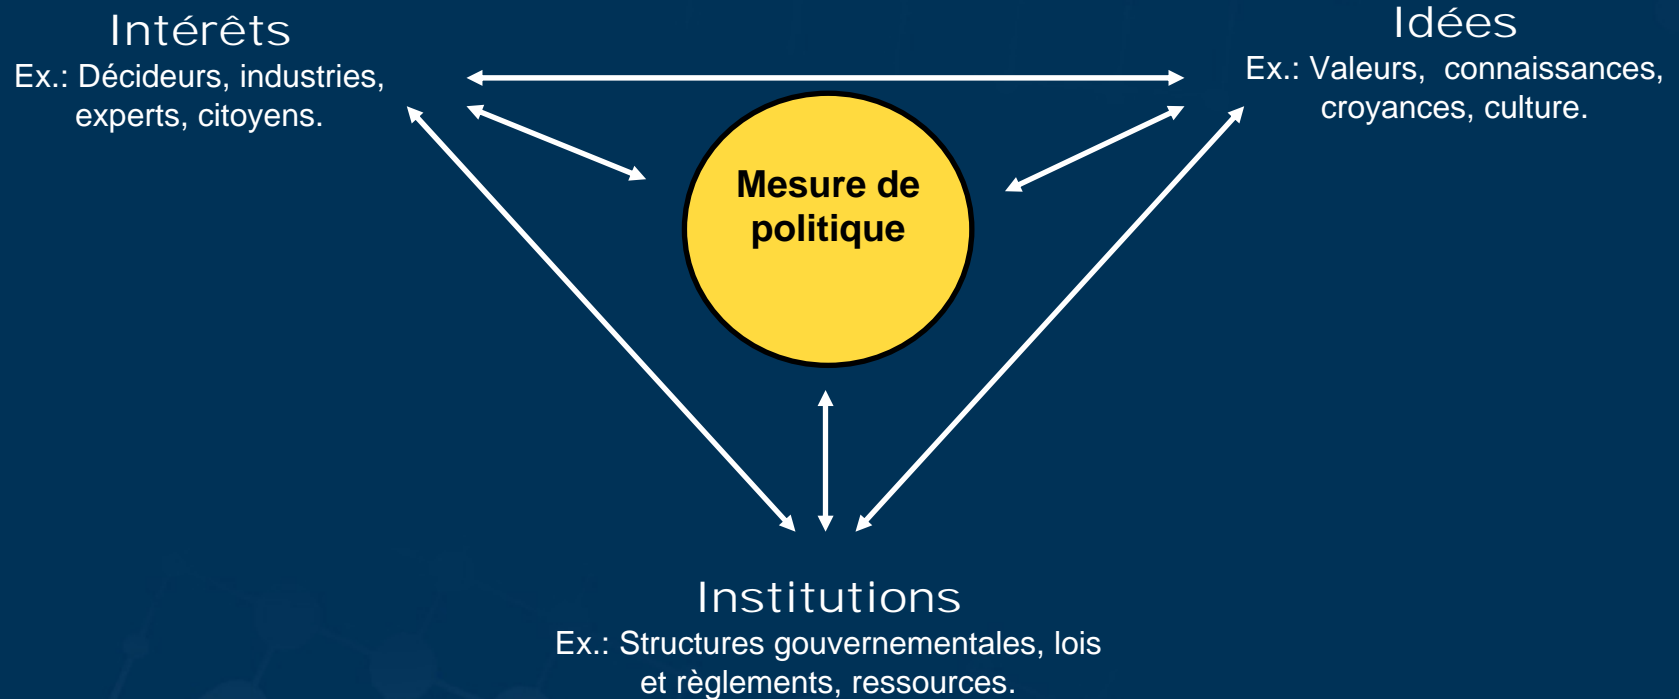 Intérêts
Ex.: Décideurs, industries,
experts, citoyens.
Idées
Ex.: Valeurs, connaissances,
croyances, culture.
Mesure de
politique
Institutions
Ex.: Structures gouvernementales, lois
et règlements, ressources.